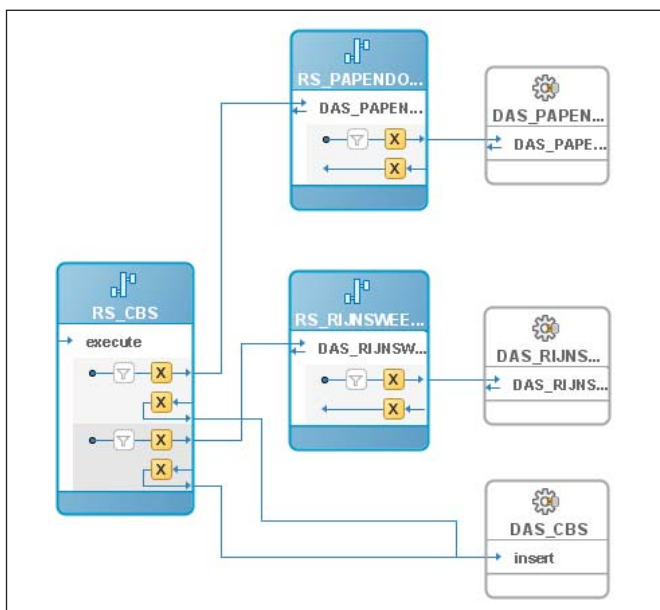 RS_PAPENDO...
DAS_PAPEN...
X
X
DAS_PAPEN...
DAS_PAPE...
RS_CBS
execute
X
X
X
X
RS_RIJNSWEE...
DAS_RIJNSW...
X
X
DAS_RIJNS...
DAS_RIJNS...
DAS_CBS
insert